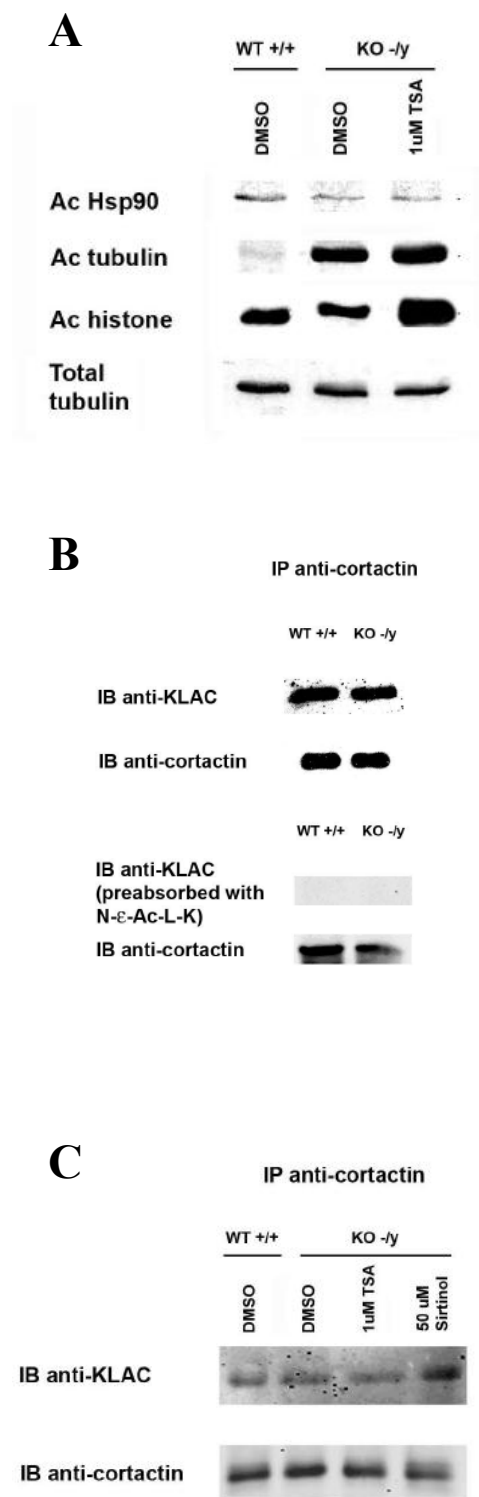 A
WT +/+ KO -/y
DMSO DMSO 1uM TSA
Ac Hsp90
Ac tubulin
Ac histone
Total
tubulin
B
IP anti-cortactin
WT +/+ KO -/y
IB anti-KLAC
IB anti-cortactin
WT +/+ KO -/y
IB anti-KLAC
(preabsorbed with
N-ε-Ac-L-K)
IB anti-cortactin
C
IP anti-cortactin
WT +/+ KO -/y
DMSO DMSO 1uM TSA 50 uM
Sirtinol
IB anti-KLAC
IB anti-cortactin